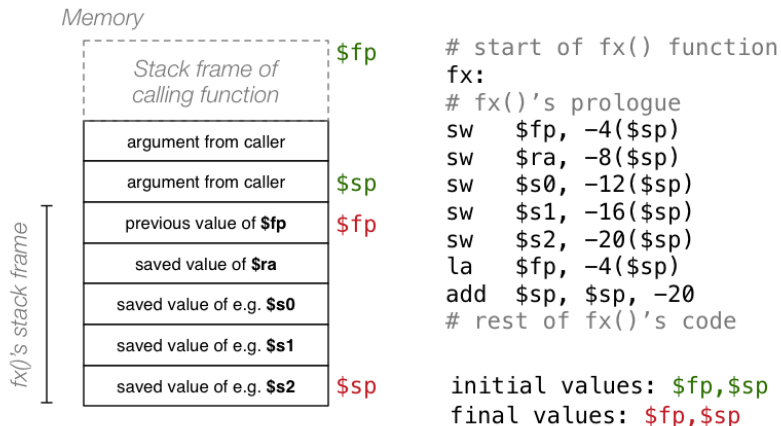 Memory
Stack frame of
calling function
$fp
argument from caller
argument from caller
$sp
previous value of $fp
$fp
saved value of $ra
saved value of e.g. $s0
saved value of e.g. $s1
saved value of e.g. $s2
$sp
fx()'s stack frame
# start of fx() function
fx:
# fx()’s prologue
sw $fp, -4($sp)
sw $ra, -8($sp)
sw $s0, -12($sp)
sw $s1, -16($sp)
sw $s2, -20($sp)
la $fp, -4($sp)
add $sp, $sp, -20
# rest of fx()’s code
initial values: $fp,$sp
final values: $fp,$sp